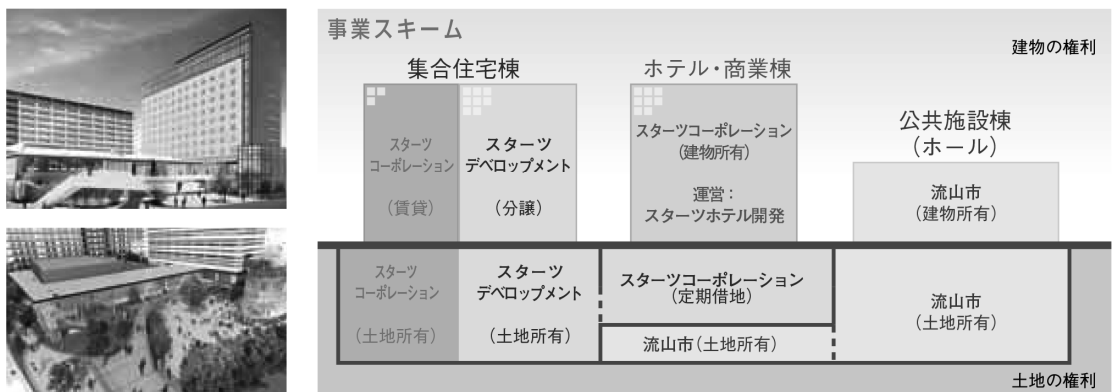 事業スキーム
建物の権利
集合住宅棟
ホテル・商業棟
公共施設棟
(ホール)
スターツ
コーポレーション
(賃貸)
スターツ
デベロップメント
(分譲)
スターツコーポレーション
(建物所有)
運営：
スターツホテル開発
流山市
(建物所有)
スターツ
コーポレーション
(土地所有)
スターツ
デベロップメント
(土地所有)
スターツコーポレーション
(定期借地)
流山市(土地所有)
流山市
(土地所有)
土地の権利